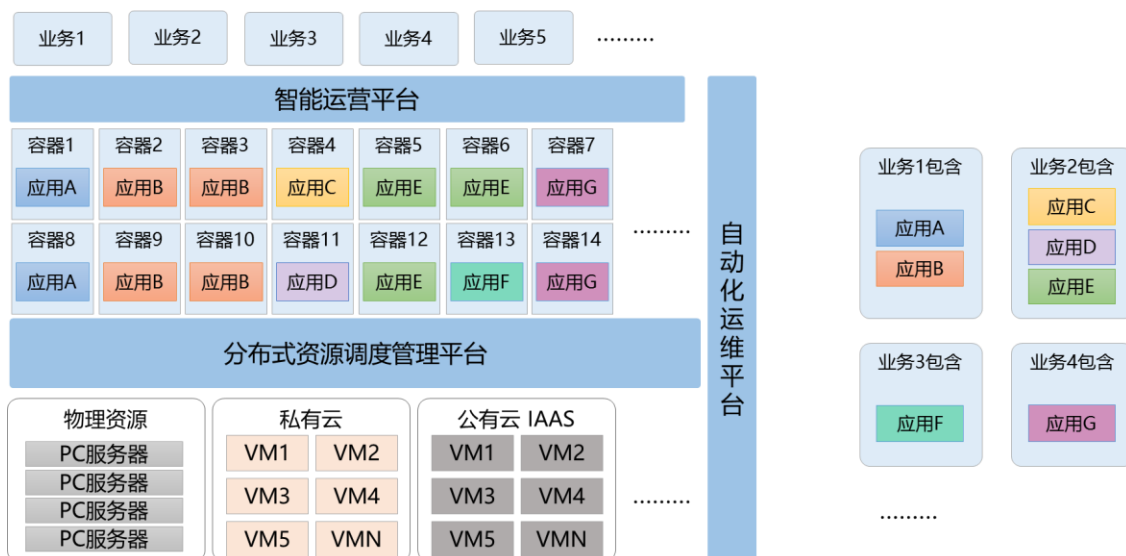 业务1 业务2 业务3 业务4 业务5 ………
智能运营平台
容器1 容器2 容器3 容器4 容器5 容器6 容器7
应用A 应用B 应用B 应用C 应用E 应用E 应用G
容器8 容器9 容器10 容器11 容器12 容器13 容器14
应用A 应用B 应用B 应用D 应用E 应用F 应用G
………
分布式资源调度管理平台
物理资源
PC服务器
PC服务器
PC服务器
PC服务器
私有云
VM1 VM2
VM3 VM4
VM5 VMN
公有云 IAAS
VM1 VM2
VM3 VM4
VM5 VMN
………
自动化运维平台
业务1包含
应用A
应用B
业务2包含
应用C
应用D
应用E
业务3包含
应用F
业务4包含
应用G
………